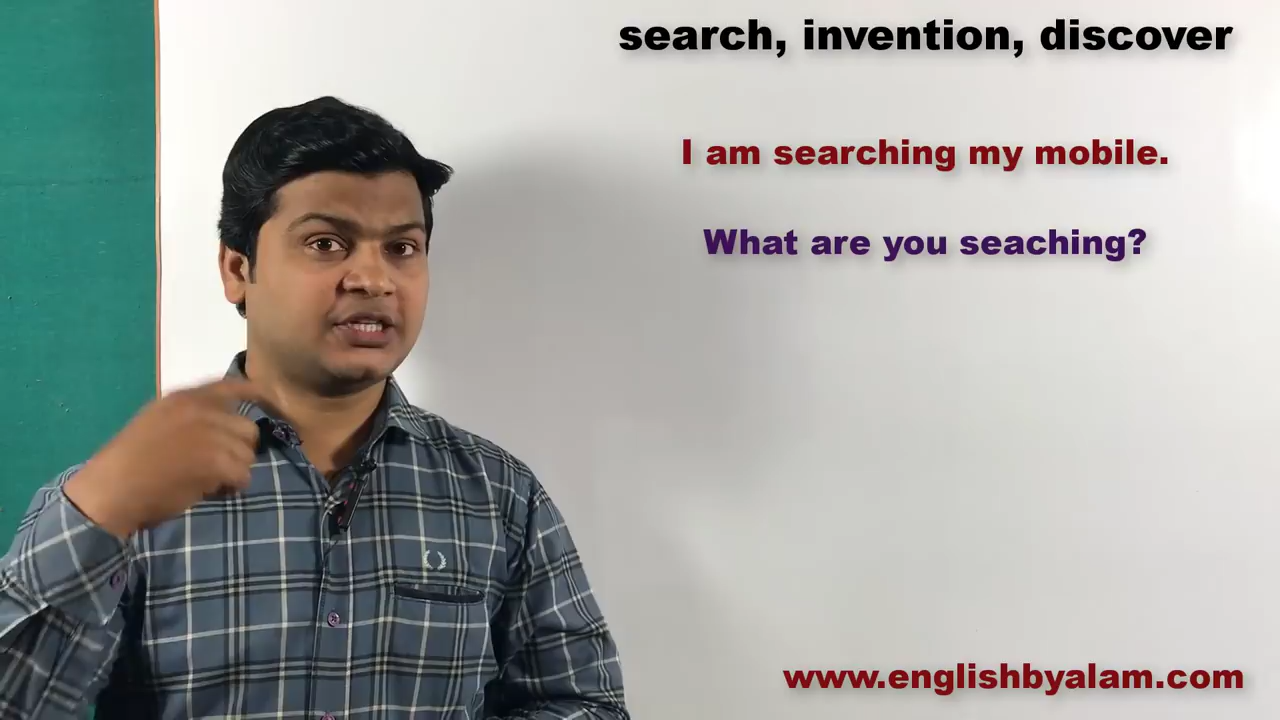 search, invention, discover
I am searching my mobile.
What are you seaching?
www.englishbyalam.com